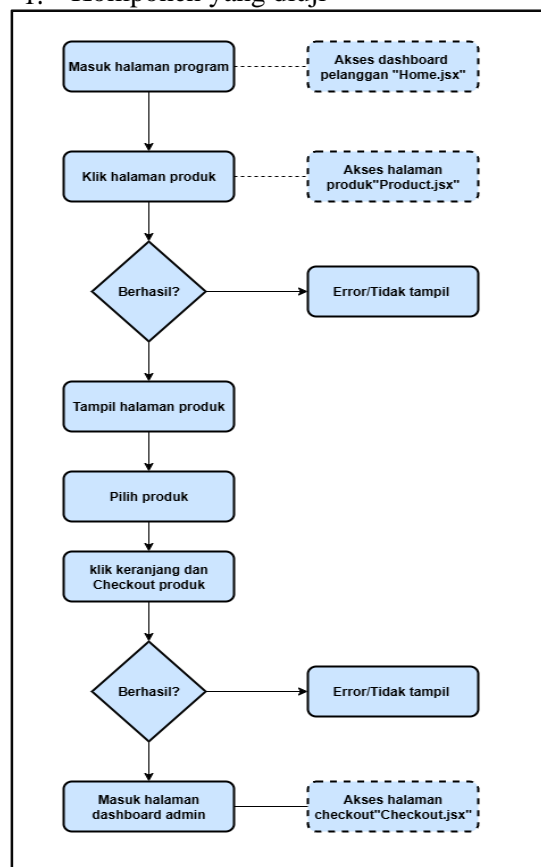 1. Komponen yang diuji
Masuk halaman program
Akses dashboard
pelanggan "Home.jsx"
Klik halaman produk
Akses halaman
produk"Product.jsx"
Berhasil?
Error/Tidak tampil
Tampil halaman produk
Pilih produk
klik keranjang dan
Checkout produk
Berhasil?
Error/Tidak tampil
Masuk halaman
dashboard admin
Akses halaman
checkout"Checkout.jsx"